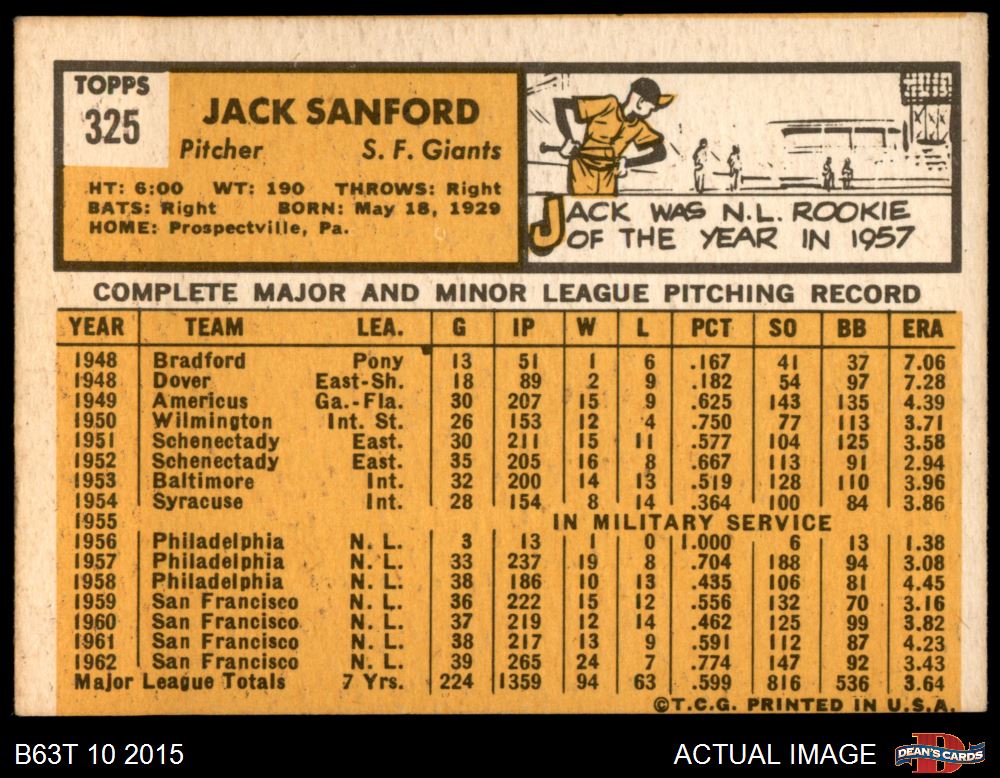 TOPPS
325
JACK SANFORD
Pitcher S. F. Giants
HT: 6:00 WT: 190 THROWS: Right
BATS: Right BORN: May 18, 1929
HOME: Prospectville, Pa.
JACK WAS N.L. ROOKIE
OF THE YEAR IN 1957
COMPLETE MAJOR AND MINOR LEAGUE PITCHING RECORD
YEAR TEAM LEA. G IP W L PCT SO BB ERA
1948 Bradford Pony 13 51 1 6 .167 41 37 7.06
1948 Dover East-Sh. 18 89 2 9 .182 54 97 7.28
1949 Americus Ga.-Fla. 30 207 15 9 .625 143 135 4.39
1950 Wilmington Int. St. 26 153 12 4 .750 77 113 3.71
1951 Schenectady East. 30 211 15 11 .577 104 125 3.58
1952 Schenectady East. 35 205 16 8 .667 113 91 2.94
1953 Baltimore Int. 32 200 14 13 .519 128 110 3.96
1954 Syracuse Int. 28 154 8 14 .364 100 84 3.86
1955 IN MILITARY SERVICE
1956 Philadelphia N. L. 3 13 1 0 1.000 6 13 1.38
1957 Philadelphia N. L. 33 237 19 8 .704 188 94 3.08
1958 Philadelphia N. L. 38 186 10 13 .435 106 81 4.45
1959 San Francisco N. L. 36 222 15 12 .556 132 70 3.16
1960 San Francisco N. L. 37 219 12 14 .462 125 99 3.82
1961 San Francisco N. L. 38 217 13 9 .591 112 87 4.23
1962 San Francisco N. L. 39 265 24 7 .774 147 92 3.43
Major League Totals 7 Yrs. 224 1359 94 63 .599 816 536 3.64
©T.C.G. PRINTED IN U.S.A.
B63T 10 2015 ACTUAL IMAGE DEAN'S CARDS